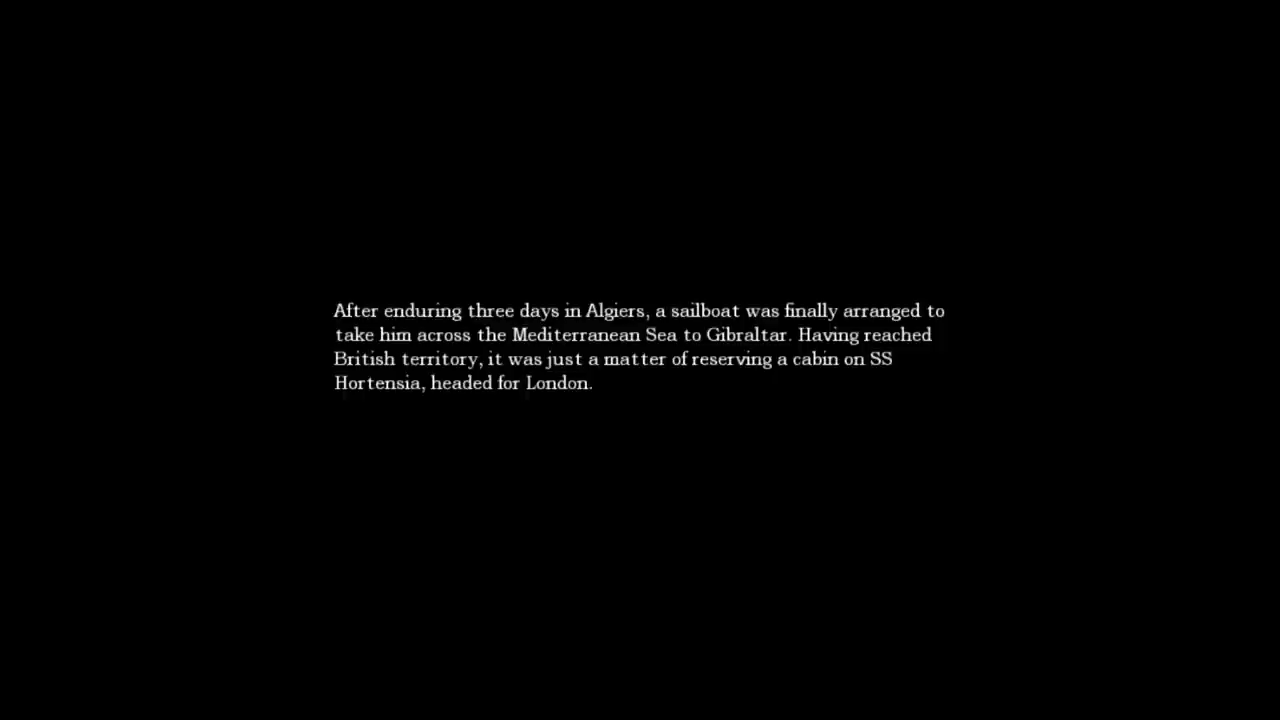 After enduring three days in Algiers, a sailboat was finally arranged to
take him across the Mediterranean Sea to Gibraltar. Having reached
British territory, it was just a matter of reserving a cabin on SS
Hortensia, headed for London.